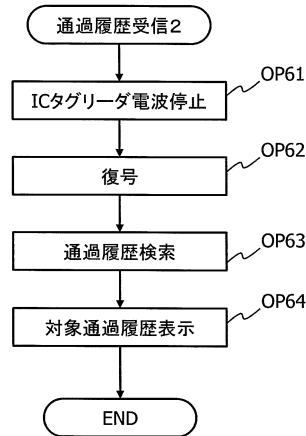 通過履歴受信２
OP61
ICタグリーダ電波停止
OP62
復号
OP63
通過履歴検索
OP64
対象通過履歴表示
END